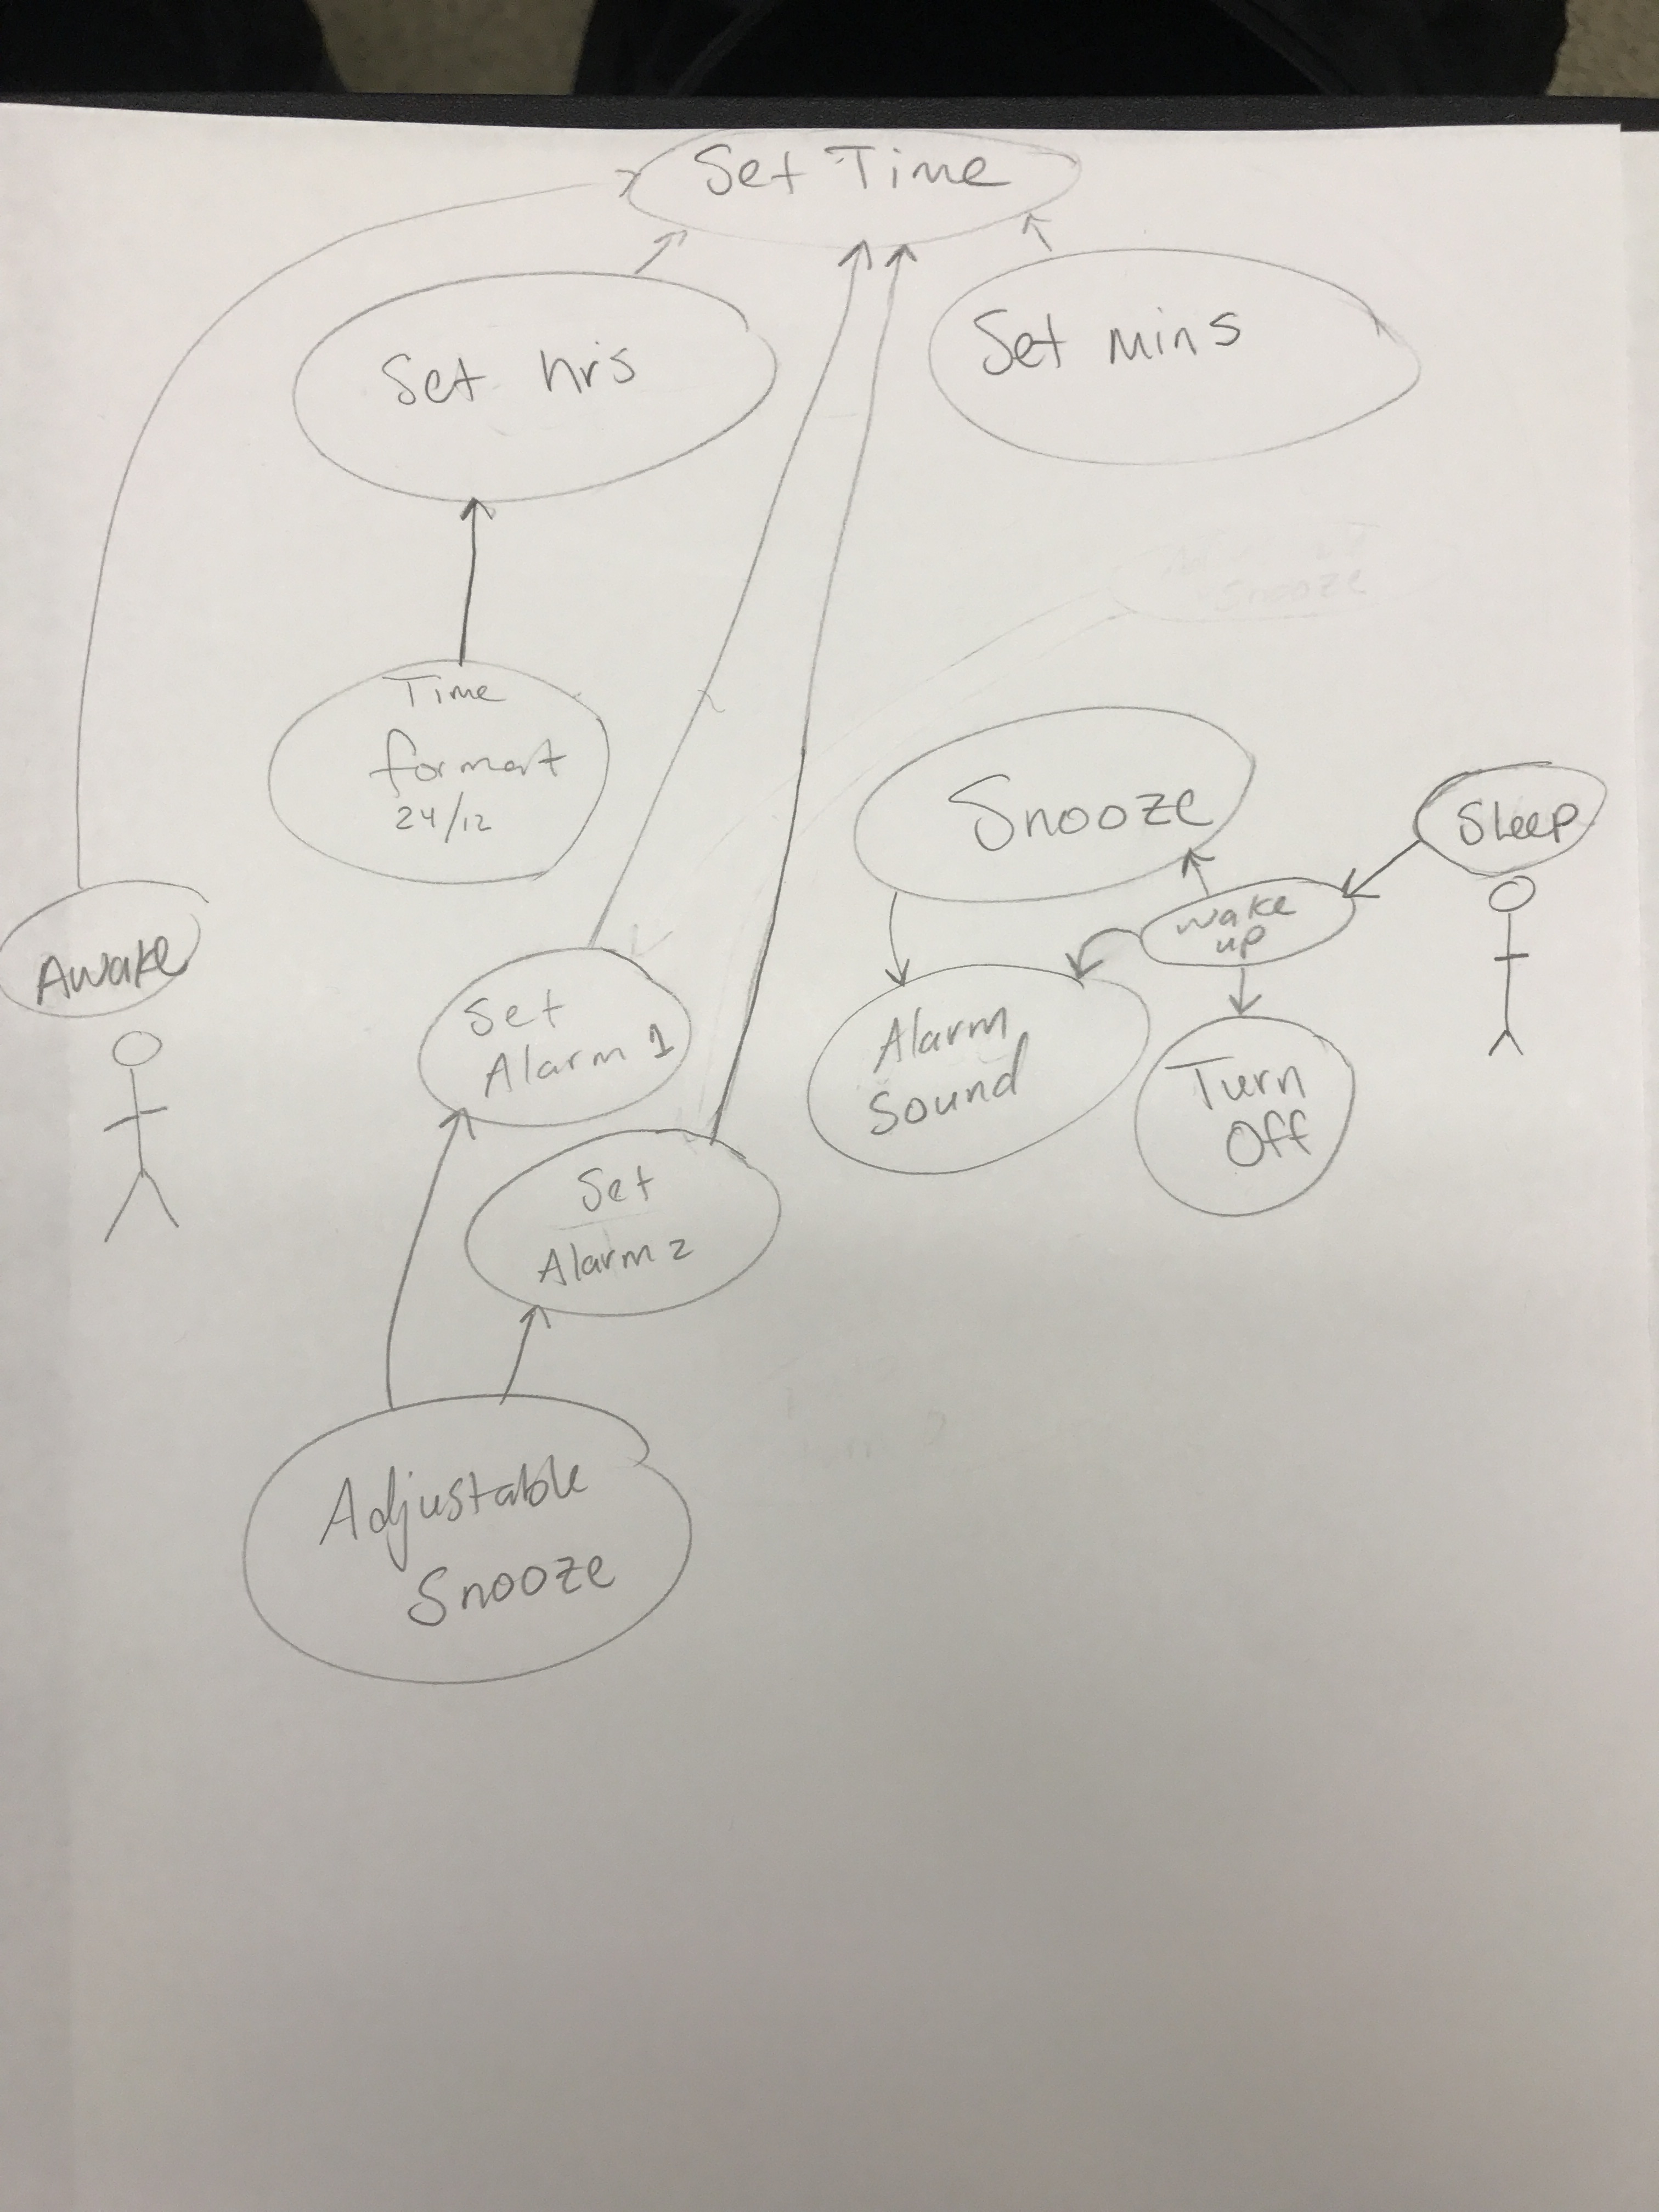 Set Time
Set hrs
Set mins
Snooze
Time
format
24/12
Snooze
Sleep
Awake
wake
up
Set
Alarm 1
Alarm
Sound
Turn
Off
Set
Alarm 2
Adjustable
Snooze